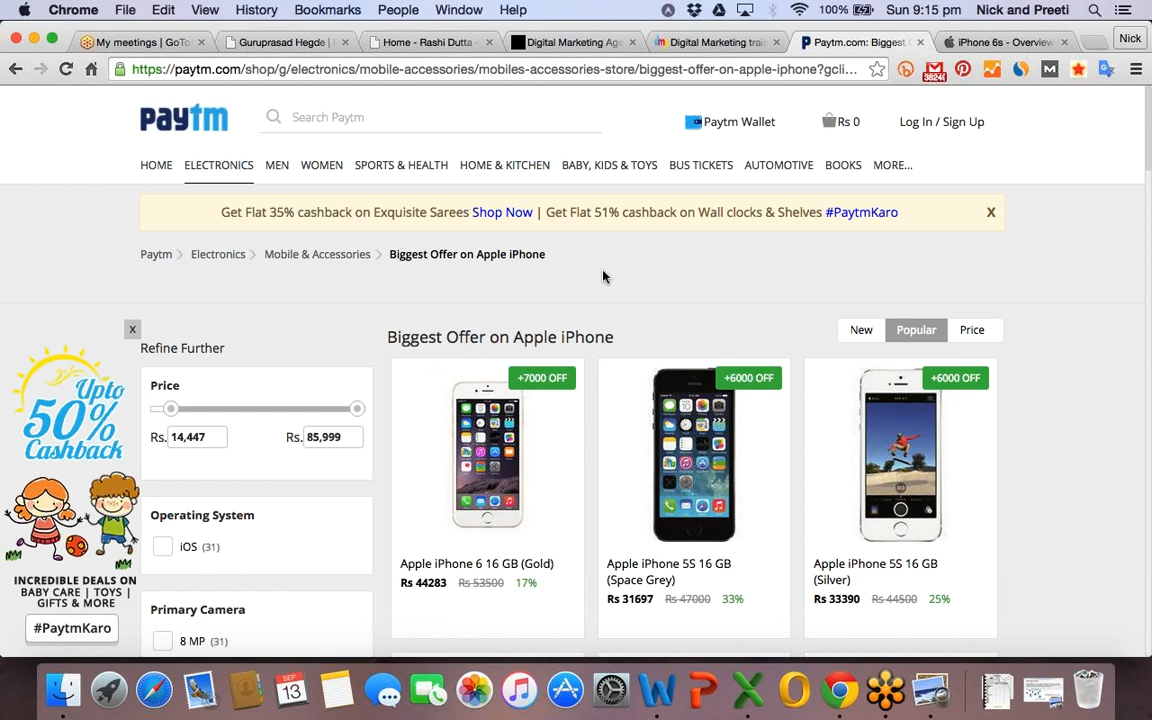 Chrome File Edit View History Bookmarks People Window Help 100% Sun 9:15 pm Nick and Preeti
My meetings | GoTo Guruprasad Hegde | Home - Rashi Dutta - Digital Marketing Age Digital Marketing train Paytm.com: Biggest O iPhone 6s - Overview Nick
https://paytm.com/shop/g/electronics/mobile-accessories/mobiles-accessories-store/biggest-offer-on-apple-iphone?gcli...
paytm Search Paytm Paytm Wallet Rs 0 Log In / Sign Up
HOME ELECTRONICS MEN WOMEN SPORTS & HEALTH HOME & KITCHEN BABY, KIDS & TOYS BUS TICKETS AUTOMOTIVE BOOKS MORE...
Get Flat 35% cashback on Exquisite Sarees Shop Now | Get Flat 51% cashback on Wall clocks & Shelves #PaytmKaro X
Paytm Electronics Mobile & Accessories Biggest Offer on Apple iPhone
X
Upto
50%
Cashback
INCREDIBLE DEALS ON
BABY CARE | TOYS |
GIFTS & MORE
#PaytmKaro
Refine Further
Price
Rs. 14,447 Rs. 85,999
Operating System
iOS (31)
Primary Camera
8 MP (31)
Biggest Offer on Apple iPhone New Popular Price
+7000 OFF
Apple iPhone 6 16 GB (Gold)
Rs 44283 Rs 53500 17%
+6000 OFF
Apple iPhone 5S 16 GB
(Space Grey)
Rs 31697 Rs 47000 33%
+6000 OFF
Apple iPhone 5S 16 GB
(Silver)
Rs 33390 Rs 44500 25%
SEP
13